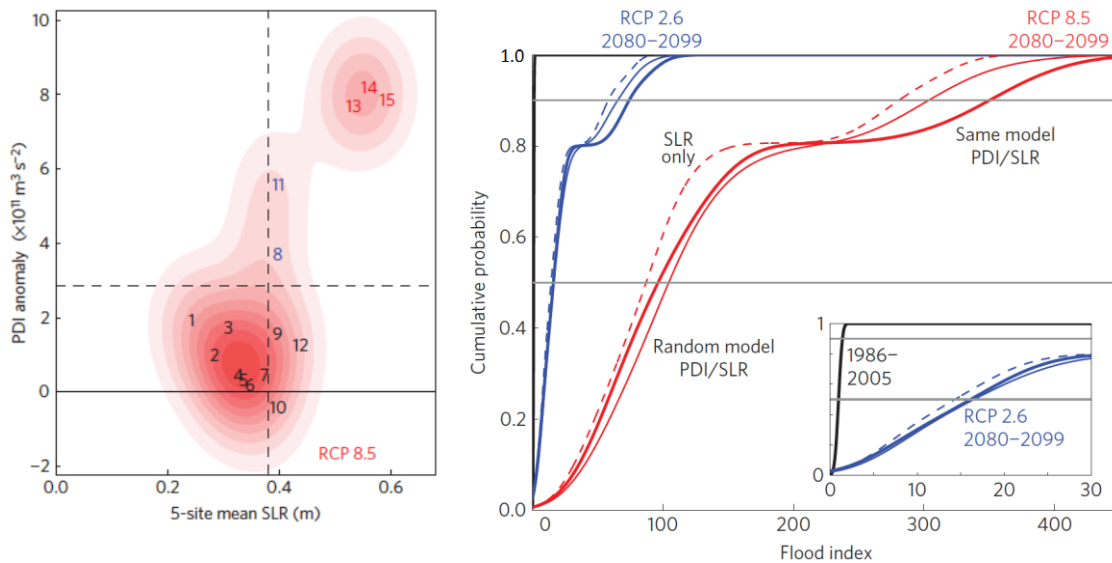 10
8
6
4
2
0
−2
PDI anomaly (×10¹¹ m³ s⁻²)
14
13 15
11
8
1 3 9
2 12
4 5 6 7
10
RCP 8.5
0.0 0.2 0.4 0.6
5-site mean SLR (m)
RCP 2.6
2080−2099
RCP 8.5
2080−2099
1.0
0.8
0.6
0.4
0.2
0.0
Cumulative probability
SLR
only
Same model
PDI/SLR
Random model
PDI/SLR
1
0
1986−
2005
RCP 2.6
2080−2099
0 10 20 30
0 100 200 300 400
Flood index